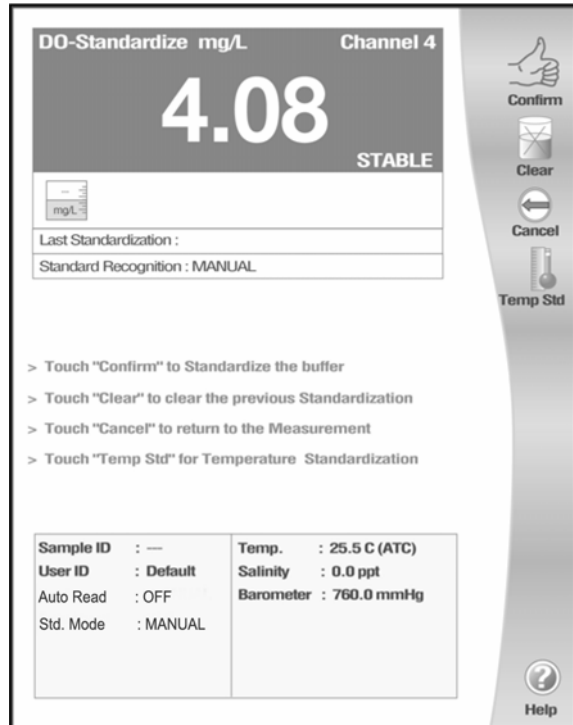 DO-Standardize mg/L Channel 4
4.08
STABLE
Confirm
Clear
Cancel
Temp Std
---
mg/L
Last Standardization :
Standard Recognition : MANUAL
> Touch "Confirm" to Standardize the buffer
> Touch "Clear" to clear the previous Standardization
> Touch "Cancel" to return to the Measurement
> Touch "Temp Std" for Temperature Standardization
Sample ID : ---
User ID : Default
Auto Read : OFF
Std. Mode : MANUAL
Temp. : 25.5 C (ATC)
Salinity : 0.0 ppt
Barometer : 760.0 mmHg
Help